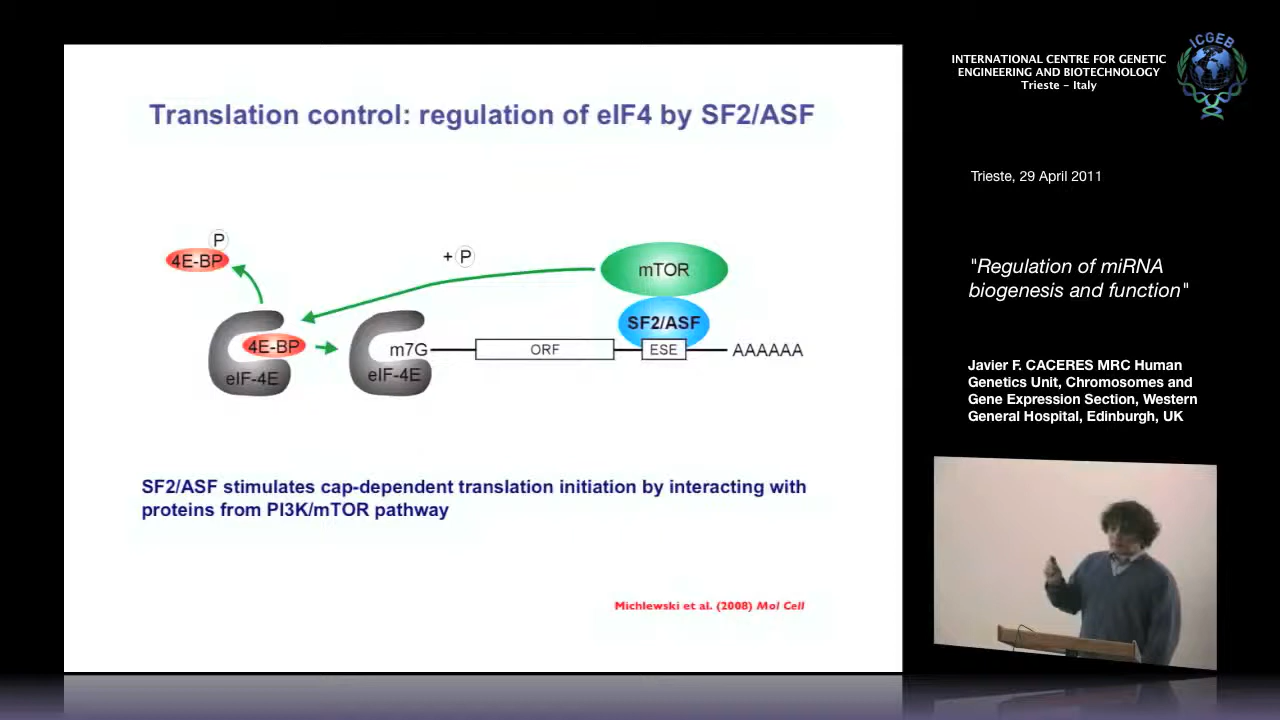 Translation control: regulation of eIF4 by SF2/ASF
P
4E-BP
+ P
mTOR
SF2/ASF
4E-BP
eIF-4E
m7G
eIF-4E
ORF
ESE
AAAAAA
SF2/ASF stimulates cap-dependent translation initiation by interacting with
proteins from PI3K/mTOR pathway
Michlewski et al. (2008) Mol Cell
INTERNATIONAL CENTRE FOR GENETIC
ENGINEERING AND BIOTECHNOLOGY
Trieste - Italy
ICGEB
Trieste, 29 April 2011
"Regulation of miRNA
biogenesis and function"
Javier F. CACERES MRC Human
Genetics Unit, Chromosomes and
Gene Expression Section, Western
General Hospital, Edinburgh, UK